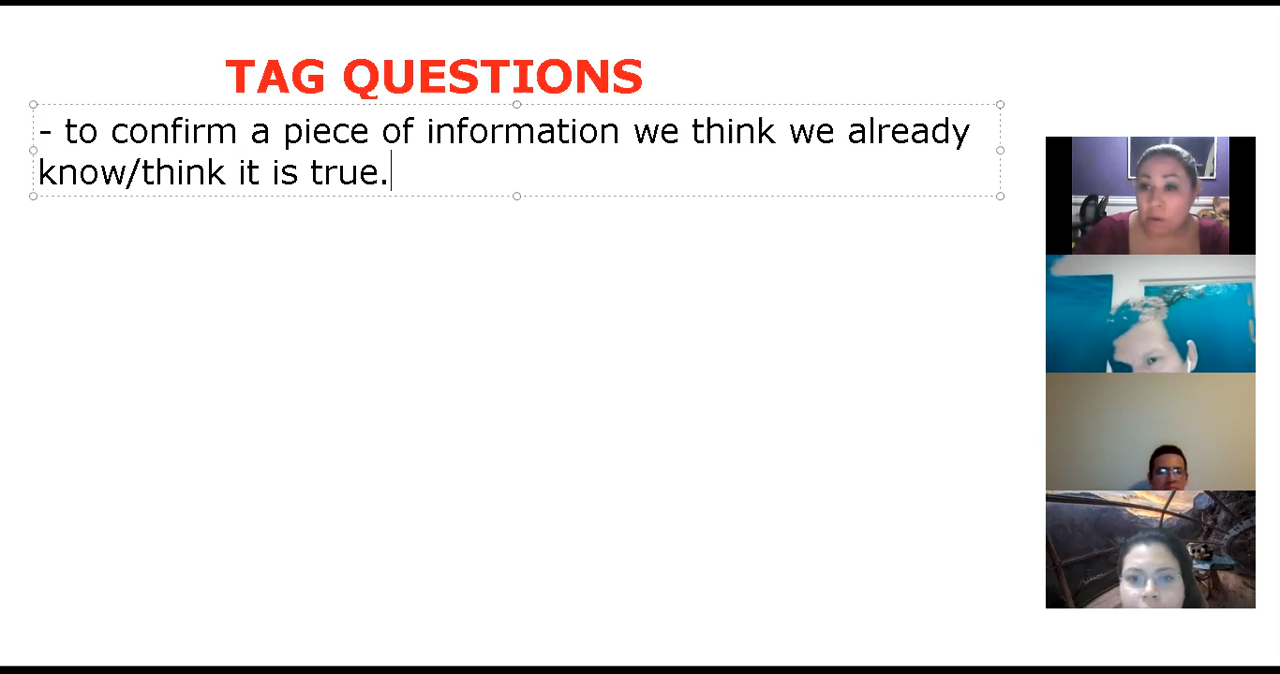 TAG QUESTIONS
- to confirm a piece of information we think we already
know/think it is true.